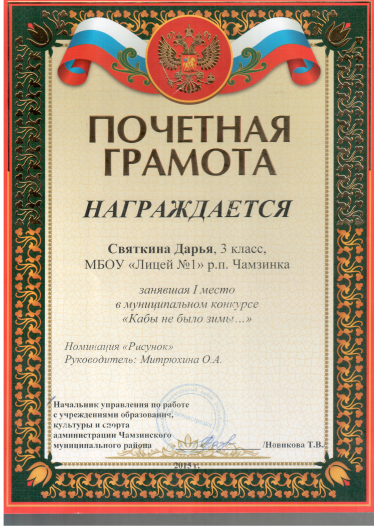 ПОЧЕТНАЯ
ГРАМОТА
НАГРАЖДАЕТСЯ
Святкина Дарья, 3 класс,
МБОУ «Лицей №1» р.п. Чамзинка
занявшая I место
в муниципальном конкурсе
«Кабы не было зимы…»
Номинация «Рисунок»
Руководитель: Митрюхина О.А.
Начальник управления по работе
с учреждениями образования,
культуры и спорта
администрации Чамзинского
муниципального района /Новикова Т.В./
2015 г.